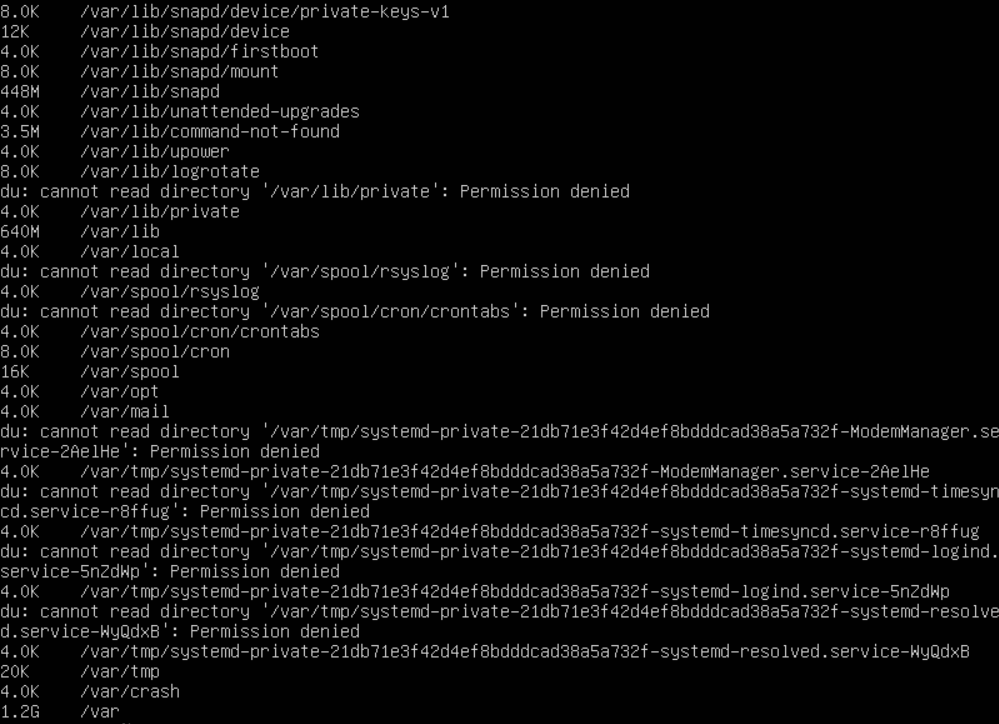 8.0K    /var/lib/snapd/device/private-keys-v1
12K     /var/lib/snapd/device
4.0K    /var/lib/snapd/firstboot
8.0K    /var/lib/snapd/mount
448M    /var/lib/snapd
4.0K    /var/lib/unattended-upgrades
3.5M    /var/lib/command-not-found
4.0K    /var/lib/upower
8.0K    /var/lib/logrotate
du: cannot read directory '/var/lib/private': Permission denied
4.0K    /var/lib/private
640M    /var/lib
4.0K    /var/local
du: cannot read directory '/var/spool/rsyslog': Permission denied
4.0K    /var/spool/rsyslog
du: cannot read directory '/var/spool/cron/crontabs': Permission denied
4.0K    /var/spool/cron/crontabs
8.0K    /var/spool/cron
16K     /var/spool
4.0K    /var/opt
4.0K    /var/mail
du: cannot read directory '/var/tmp/systemd-private-21db71e3f42d4ef8bdddcad38a5a732f-ModemManager.se
rvice-2AelHe': Permission denied
4.0K    /var/tmp/systemd-private-21db71e3f42d4ef8bdddcad38a5a732f-ModemManager.service-2AelHe
du: cannot read directory '/var/tmp/systemd-private-21db71e3f42d4ef8bdddcad38a5a732f-systemd-timesyn
cd.service-r8ffug': Permission denied
4.0K    /var/tmp/systemd-private-21db71e3f42d4ef8bdddcad38a5a732f-systemd-timesyncd.service-r8ffug
du: cannot read directory '/var/tmp/systemd-private-21db71e3f42d4ef8bdddcad38a5a732f-systemd-logind.
service-5nZdWp': Permission denied
4.0K    /var/tmp/systemd-private-21db71e3f42d4ef8bdddcad38a5a732f-systemd-logind.service-5nZdWp
du: cannot read directory '/var/tmp/systemd-private-21db71e3f42d4ef8bdddcad38a5a732f-systemd-resolve
d.service-WyQdxB': Permission denied
4.0K    /var/tmp/systemd-private-21db71e3f42d4ef8bdddcad38a5a732f-systemd-resolved.service-WyQdxB
20K     /var/tmp
4.0K    /var/crash
1.2G    /var